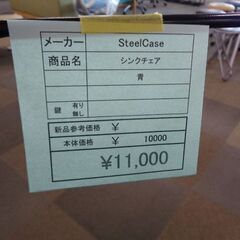 メーカー SteelCase
商品名 シンクチェア
青
鍵 有り 無し
新品参考価格 ¥
本体価格 ¥ 10000
¥11,000